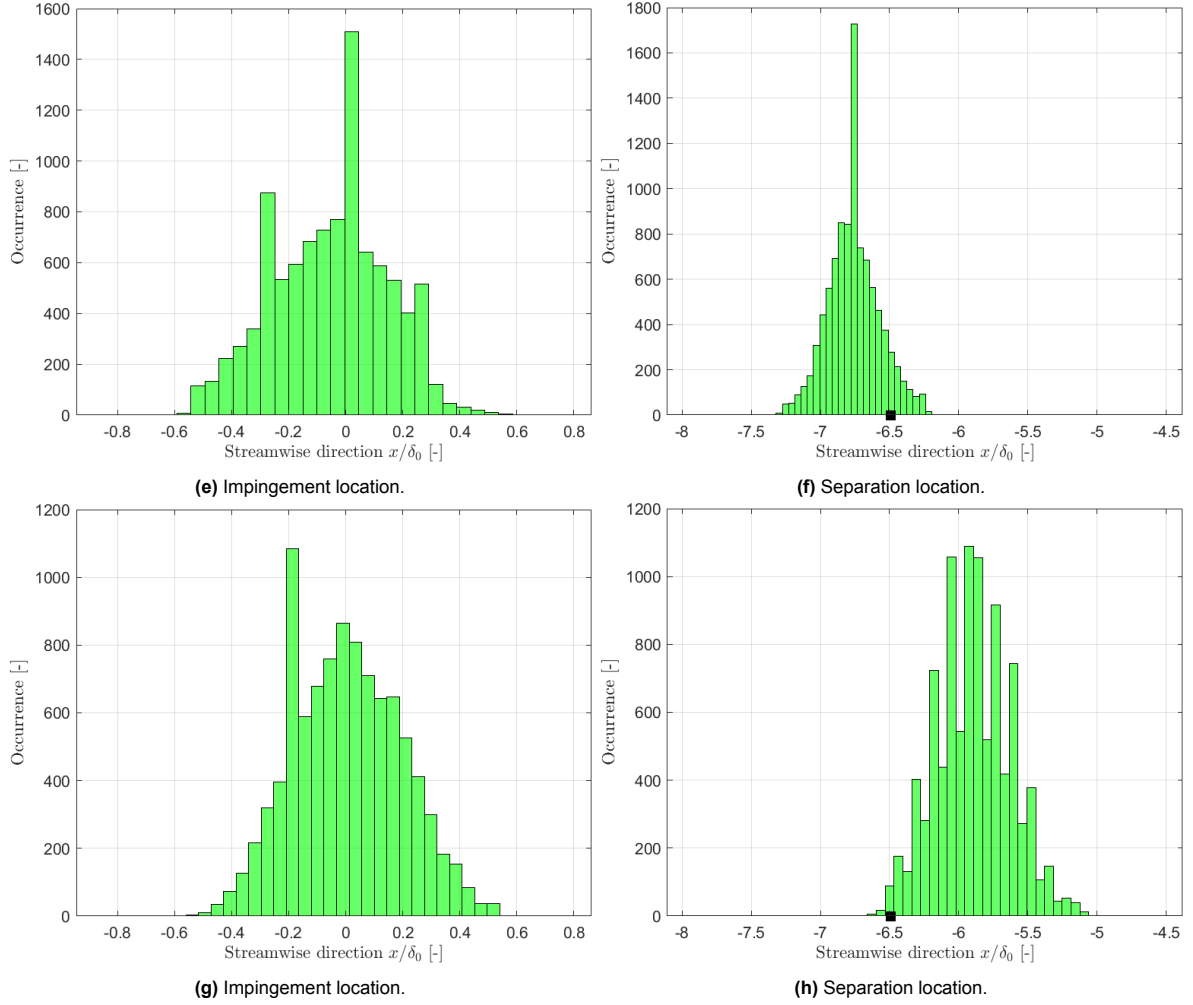 1600
1400
1200
1000
800
600
400
200
0
Occurrence [-]
-0.8 -0.6 -0.4 -0.2 0 0.2 0.4 0.6 0.8
Streamwise direction x/δ₀ [-]
(e) Impingement location.
1800
1600
1400
1200
1000
800
600
400
200
0
Occurrence [-]
-8 -7.5 -7 -6.5 -6 -5.5 -5 -4.5
Streamwise direction x/δ₀ [-]
(f) Separation location.
1200
1000
800
600
400
200
0
Occurrence [-]
-0.8 -0.6 -0.4 -0.2 0 0.2 0.4 0.6 0.8
Streamwise direction x/δ₀ [-]
(g) Impingement location.
1200
1000
800
600
400
200
0
Occurrence [-]
-8 -7.5 -7 -6.5 -6 -5.5 -5 -4.5
Streamwise direction x/δ₀ [-]
(h) Separation location.